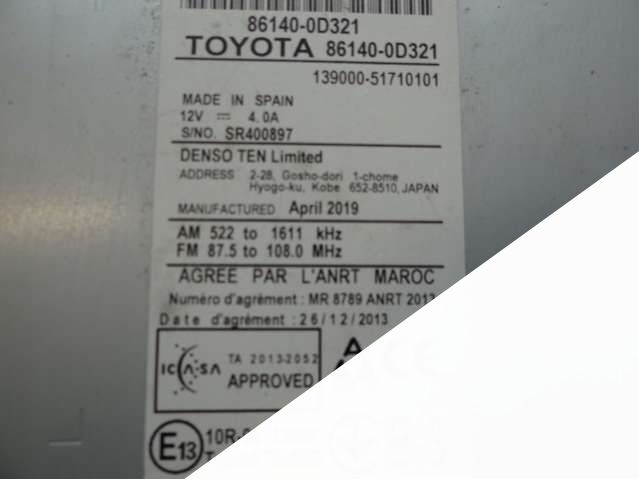 86140-0D321
TOYOTA 86140-0D321
139000-51710101
MADE IN SPAIN
12V ⎓ 4.0A
S/NO. SR400897
DENSO TEN Limited
ADDRESS 2-28, Gosho-dori 1-chome
Hyogo-ku, Kobe 652-8510, JAPAN
MANUFACTURED April 2019
AM 522 to 1611 kHz
FM 87.5 to 108.0 MHz
AGREE PAR L'ANRT MAROC
Numéro d'agrément : MR 8789 ANRT 2013
Date d'agrément : 26/12/2013
ICASA TA 2013-2052
APPROVED
E13 10R-